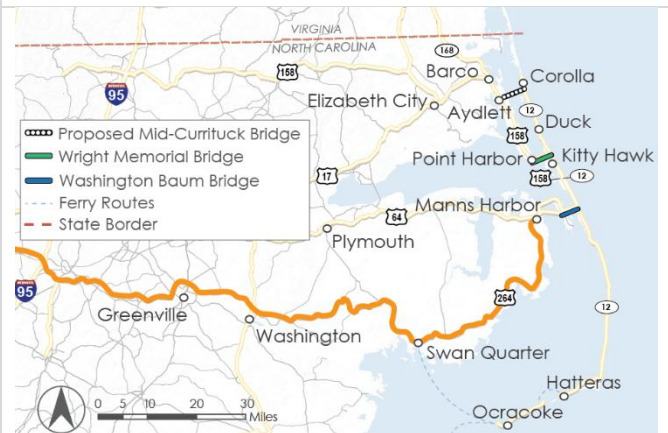 VIRGINIA
NORTH CAROLINA
168
158
Barco
Corolla
95
Elizabeth City
Aydlett
12
Duck
Proposed Mid-Currituck Bridge
Wright Memorial Bridge
Washington Baum Bridge
Ferry Routes
State Border
158
Point Harbor
Kitty Hawk
17
158
12
Manns Harbor
64
Plymouth
95
Greenville
264
12
Washington
Swan Quarter
Hatteras
0 5 10 20 30
Miles
Ocracoke